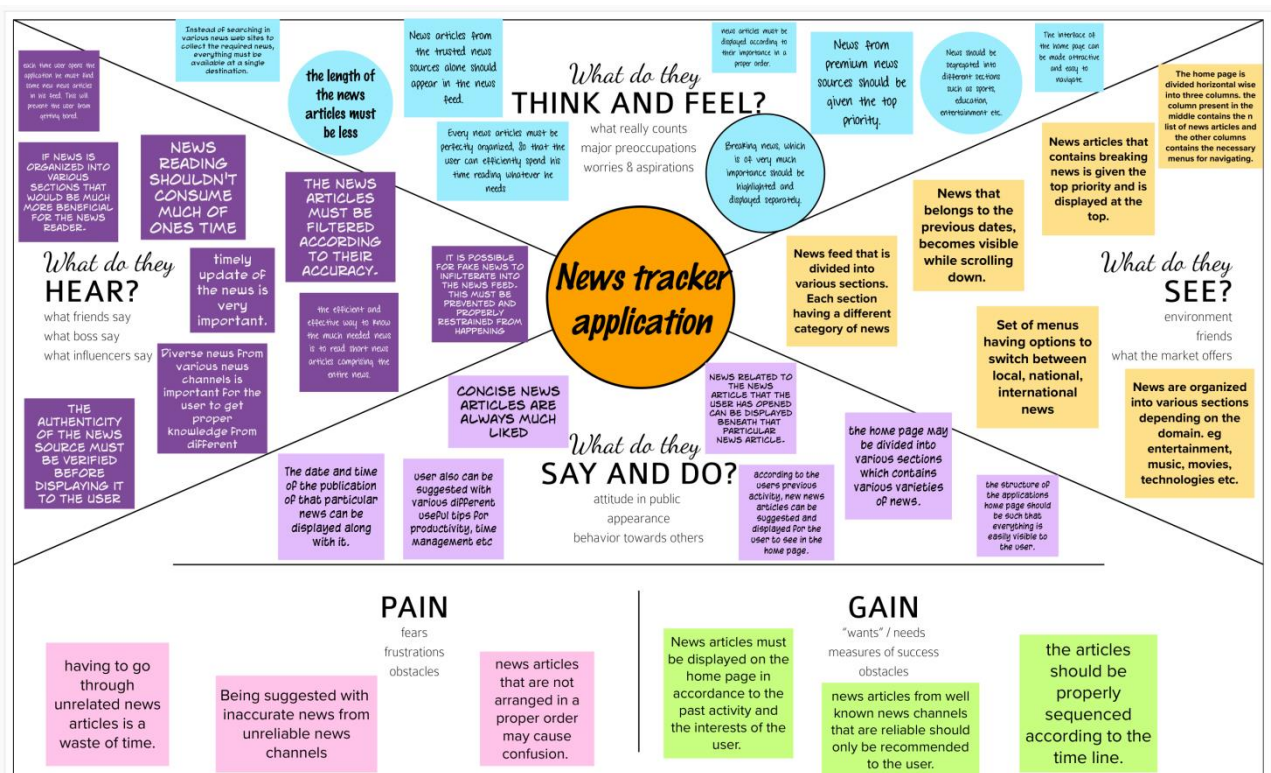 Instead of searching in
various news web sites to
collect the required news,
everything must be
available at a single
destination.
the length of
the news
articles must
be less
News articles from
the trusted news
sources alone should
appear in the news
feed.
Every news articles must be
perfectly organized, So that the
user can efficiently spend his
time reading whatever he
needs
What do they
THINK AND FEEL?
what really counts
major preoccupations
worries & aspirations
news articles must be
displayed according to
their importance in a
proper order.
Breaking news, which
is of very much
importance should be
highlighted and
displayed separately.
News from
premium news
sources should be
given the top
priority.
News should be
segregated into
different sections
such as sports,
education,
entertainment etc.
The interface of
the home page can
be made attractive
and easy to
navigate.
each time user opens the
application he must find
some new news articles
in his feed. This will
prevent the user from
getting bored.
IF NEWS IS
ORGANIZED INTO
VARIOUS
SECTIONS THAT
WOULD BE MUCH
MORE BENEFICIAL
FOR THE NEWS
READER.
NEWS
READING
SHOULDN'T
CONSUME
MUCH OF
ONES TIME
THE NEWS
ARTICLES
MUST BE
FILTERED
ACCORDING
TO THEIR
ACCURACY.
IT IS POSSIBLE
FOR FAKE NEWS TO
INFILTERATE INTO
THE NEWS FEED.
THIS MUST BE
PREVENTED AND
PROPERLY
RESTRAINED FROM
HAPPENING
What do they
HEAR?
what friends say
what boss say
what influencers say
timely
update of
the news is
very
important.
the efficient and
effective way to know
the much needed news
is to read short news
articles comprising the
entire news.
Diverse news from
various news
channels is
important for the
user to get
proper
knowledge from
different
THE
AUTHENTICITY
OF THE NEWS
SOURCE MUST
BE VERIFIED
BEFORE
DISPLAYING IT
TO THE USER
News tracker
application
The home page is
divided horizontal wise
into three columns. the
column present in the
middle contains the n
list of news articles and
the other columns
contains the necessary
menus for navigating.
News articles that
contains breaking
news is given the
top priority and is
displayed at the
top.
News that
belongs to the
previous dates,
becomes visible
while scrolling
down.
News feed that is
divided into
various sections.
Each section
having a different
category of news
What do they
SEE?
environment
friends
what the market offers
Set of menus
having options to
switch between
local, national,
international
news
News are organized
into various sections
depending on the
domain. eg
entertainment,
music, movies,
technologies etc.
CONCISE NEWS
ARTICLES ARE
ALWAYS MUCH
LIKED
NEWS RELATED TO
THE NEWS
ARTICLE THAT THE
USER HAS OPENED
CAN BE DISPLAYED
BENEATH THAT
PARTICULAR
NEWS ARTICLE.
What do they
SAY AND DO?
attitude in public
appearance
behavior towards others
The date and time
of the publication
of that particular
news can be
displayed along
with it.
user also can be
suggested with
various different
useful tips for
productivity, time
management etc
according to the
users previous
activity, new news
articles can be
suggested and
displayed for the
user to see in the
home page.
the home page may
be divided into
various sections
which contains
various varieties
of news.
the structure of
the applications
home page should
be such that
everything is
easily visible to
the user.
PAIN
fears
frustrations
obstacles
having to go
through
unrelated news
articles is a
waste of time.
Being suggested with
inaccurate news from
unreliable news
channels
news articles
that are not
arranged in a
proper order
may cause
confusion.
GAIN
"wants" / needs
measures of success
obstacles
News articles must
be displayed on the
home page in
accordance to the
past activity and
the interests of the
user.
news articles from well
known news channels
that are reliable should
only be recommended
to the user.
the articles
should be
properly
sequenced
according to the
time line.